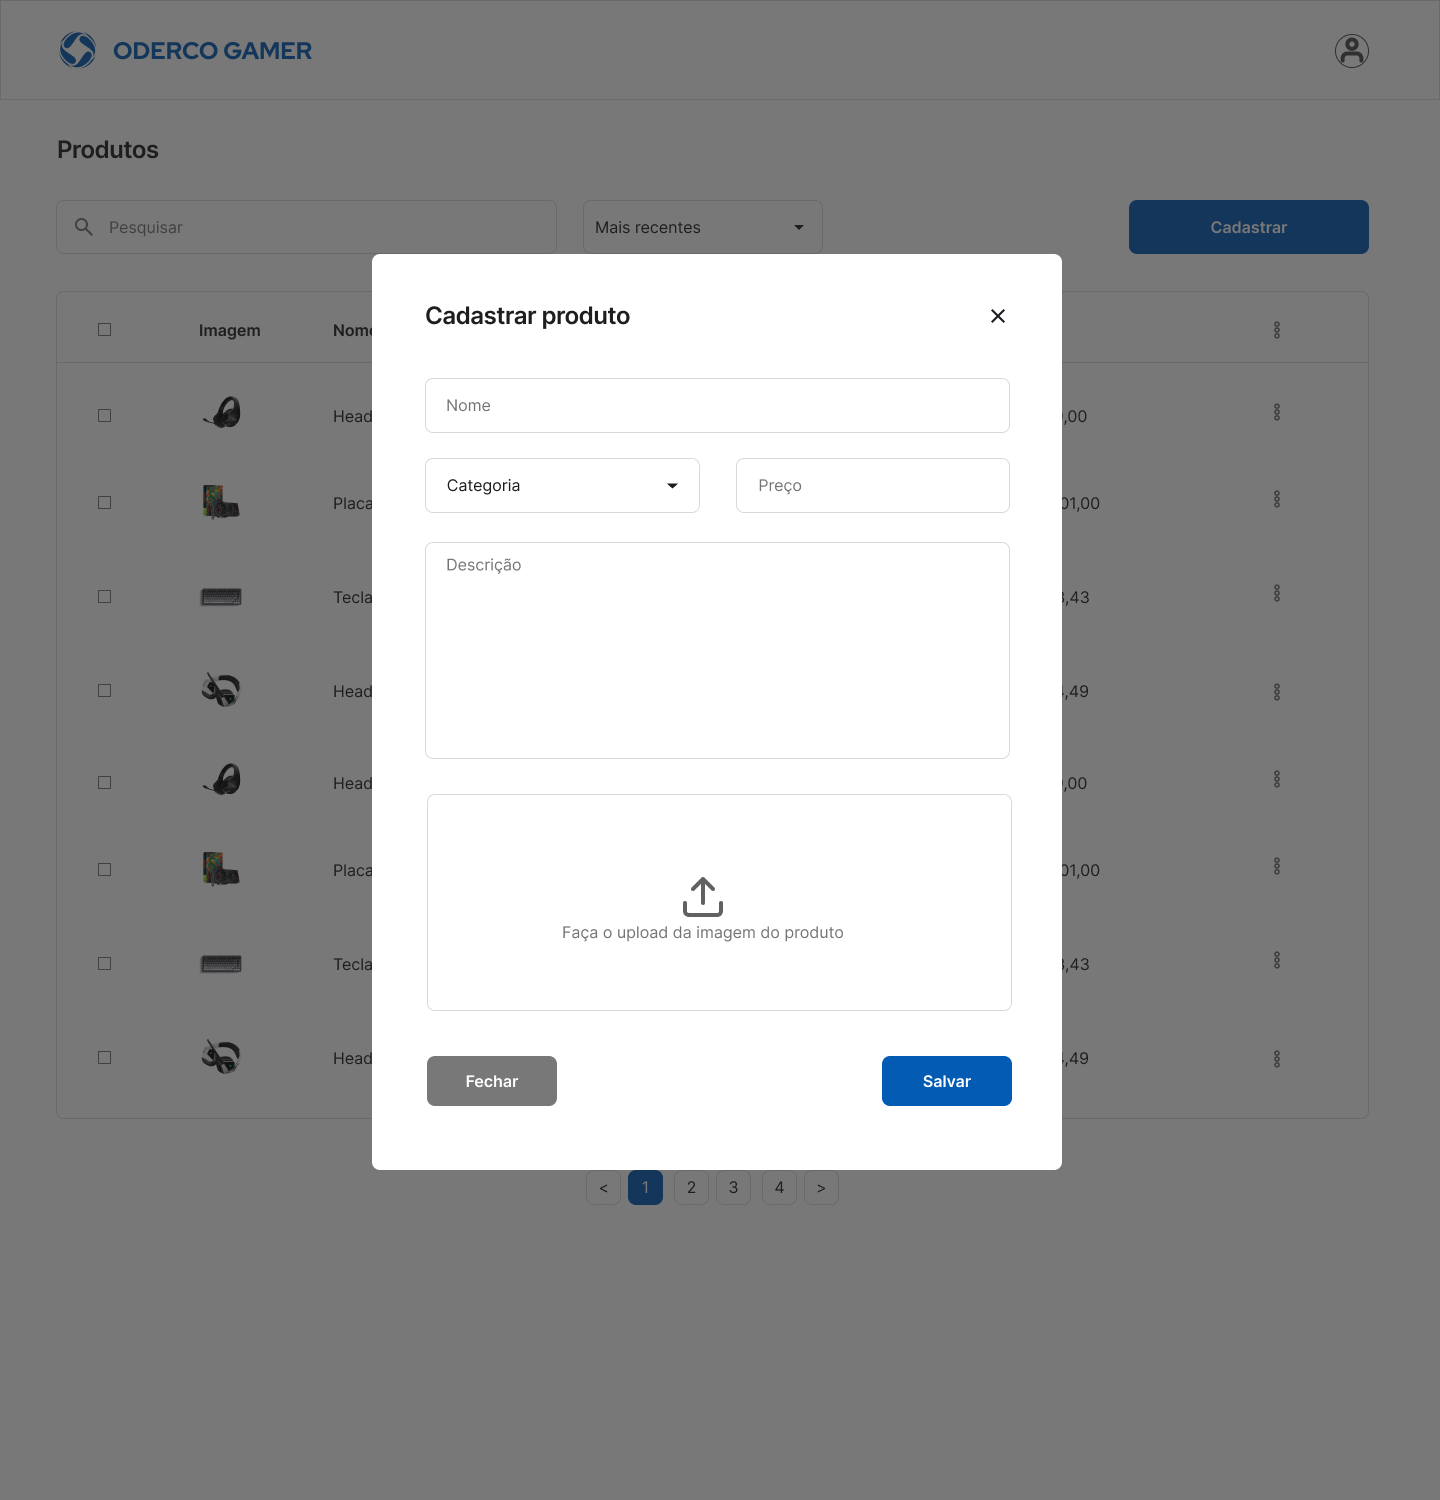 ODERCO GAMER
Produtos
Pesquisar
Mais recentes
Cadastrar
Cadastrar produto
Imagem
Nome
Nome
Head
,00
Categoria
Preço
Placa
01,00
Descrição
Tecla
,43
Head
,49
Head
,00
Placa
01,00
Faça o upload da imagem do produto
Tecla
,43
Head
,49
Fechar
Salvar
< 1 2 3 4 >